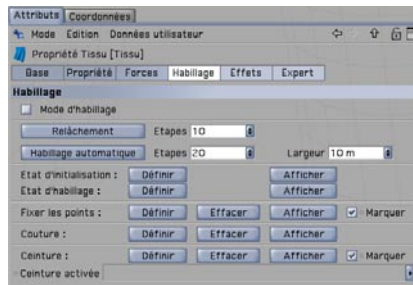 Attributs Coordonnées
Mode Edition Données utilisateur
Propriété Tissu [Tissu]
Base Propriété Forces Habillage Effets Expert
Habillage
Mode d'habillage
Relâchement Etapes 10
Habillage automatique Etapes 20 Largeur 10 m
Etat d'initialisation : Définir Afficher
Etat d'habillage : Définir Afficher
Fixer les points : Définir Effacer Afficher Marquer
Couture : Définir Effacer Afficher
Ceinture : Définir Effacer Afficher Marquer
Ceinture activée